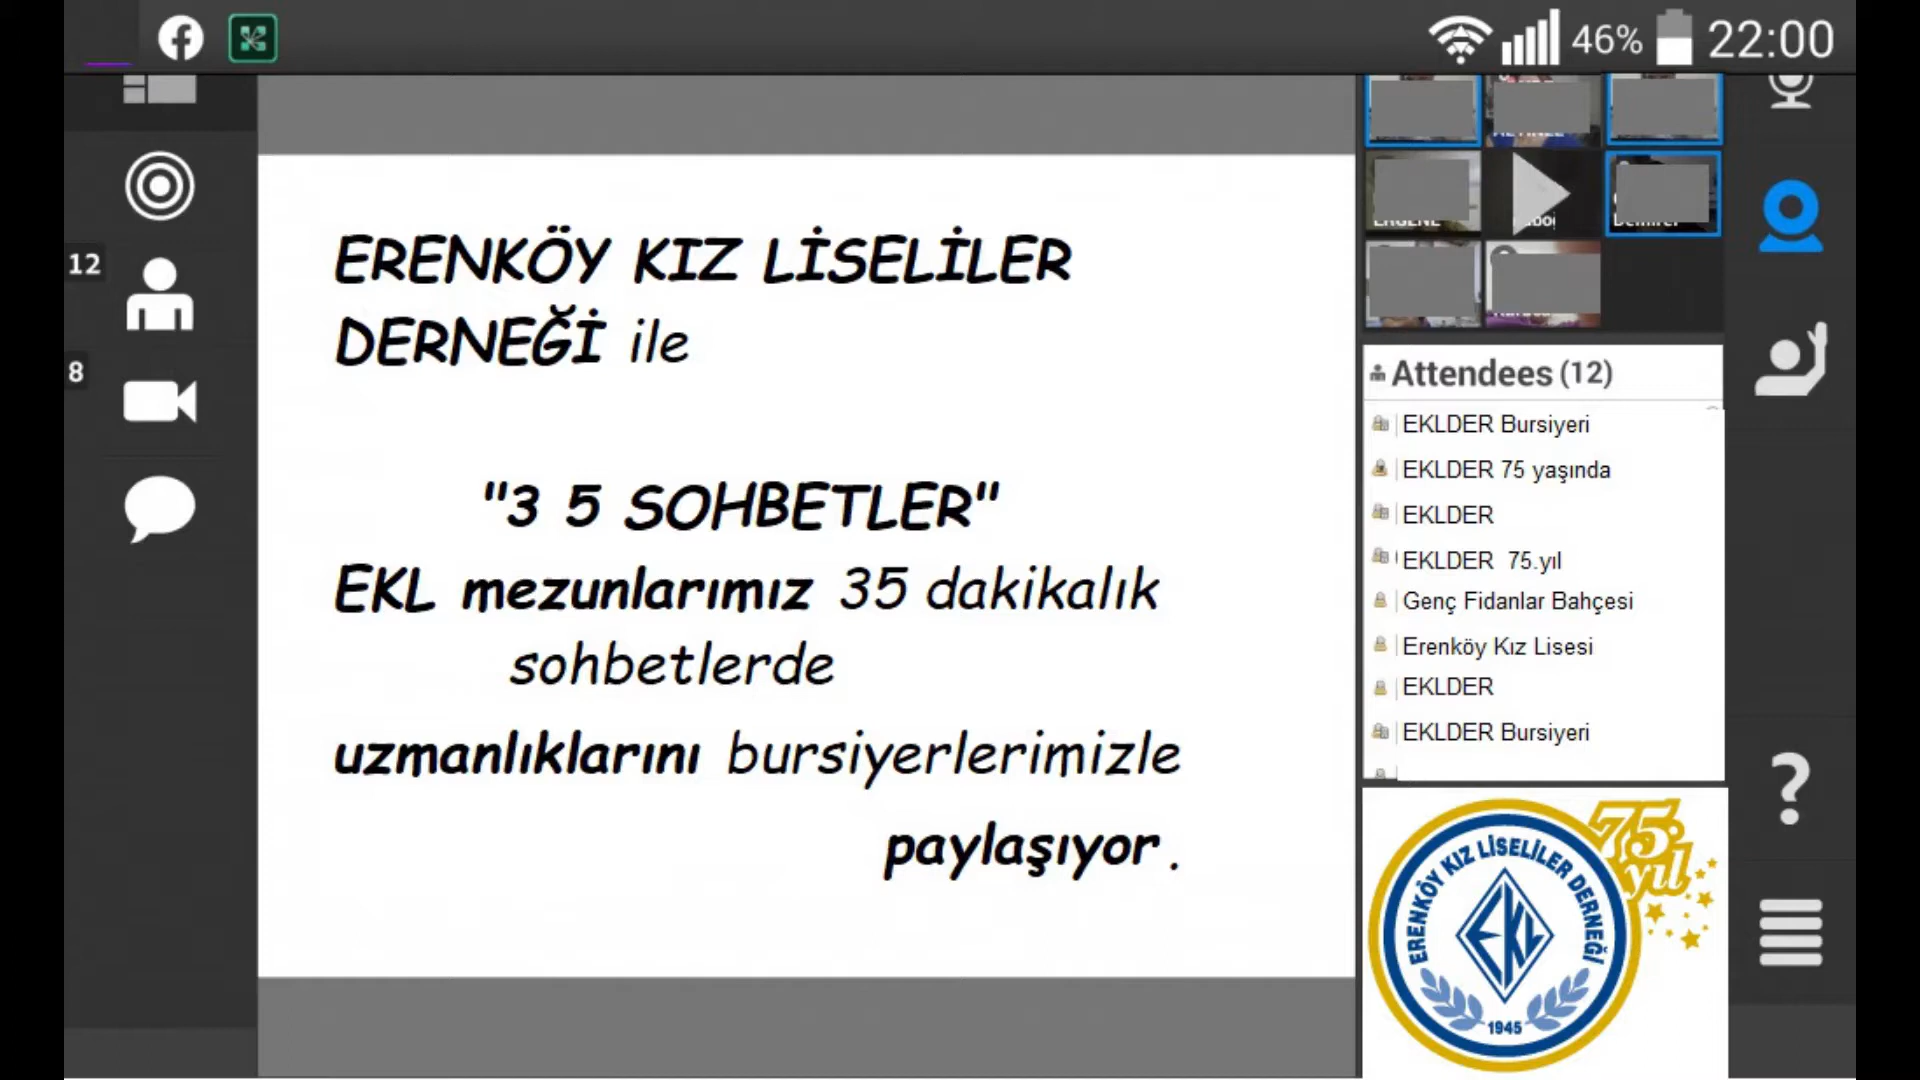 46%
22:00
12
8
ERENKÖY KIZ LİSELİLER
DERNEĞİ ile
"3 5 SOHBETLER"
EKL mezunlarımız 35 dakikalık
sohbetlerde
uzmanlıklarını bursiyerlerimizle
paylaşıyor.
ERGENE
Demirel
Attendees (12)
EKLDER Bursiyeri
EKLDER 75 yaşında
EKLDER
EKLDER 75.yıl
Genç Fidanlar Bahçesi
Erenköy Kız Lisesi
EKLDER
EKLDER Bursiyeri
75. yıl
ERENKÖY KIZ LİSELİLER DERNEĞİ
EKL
1945